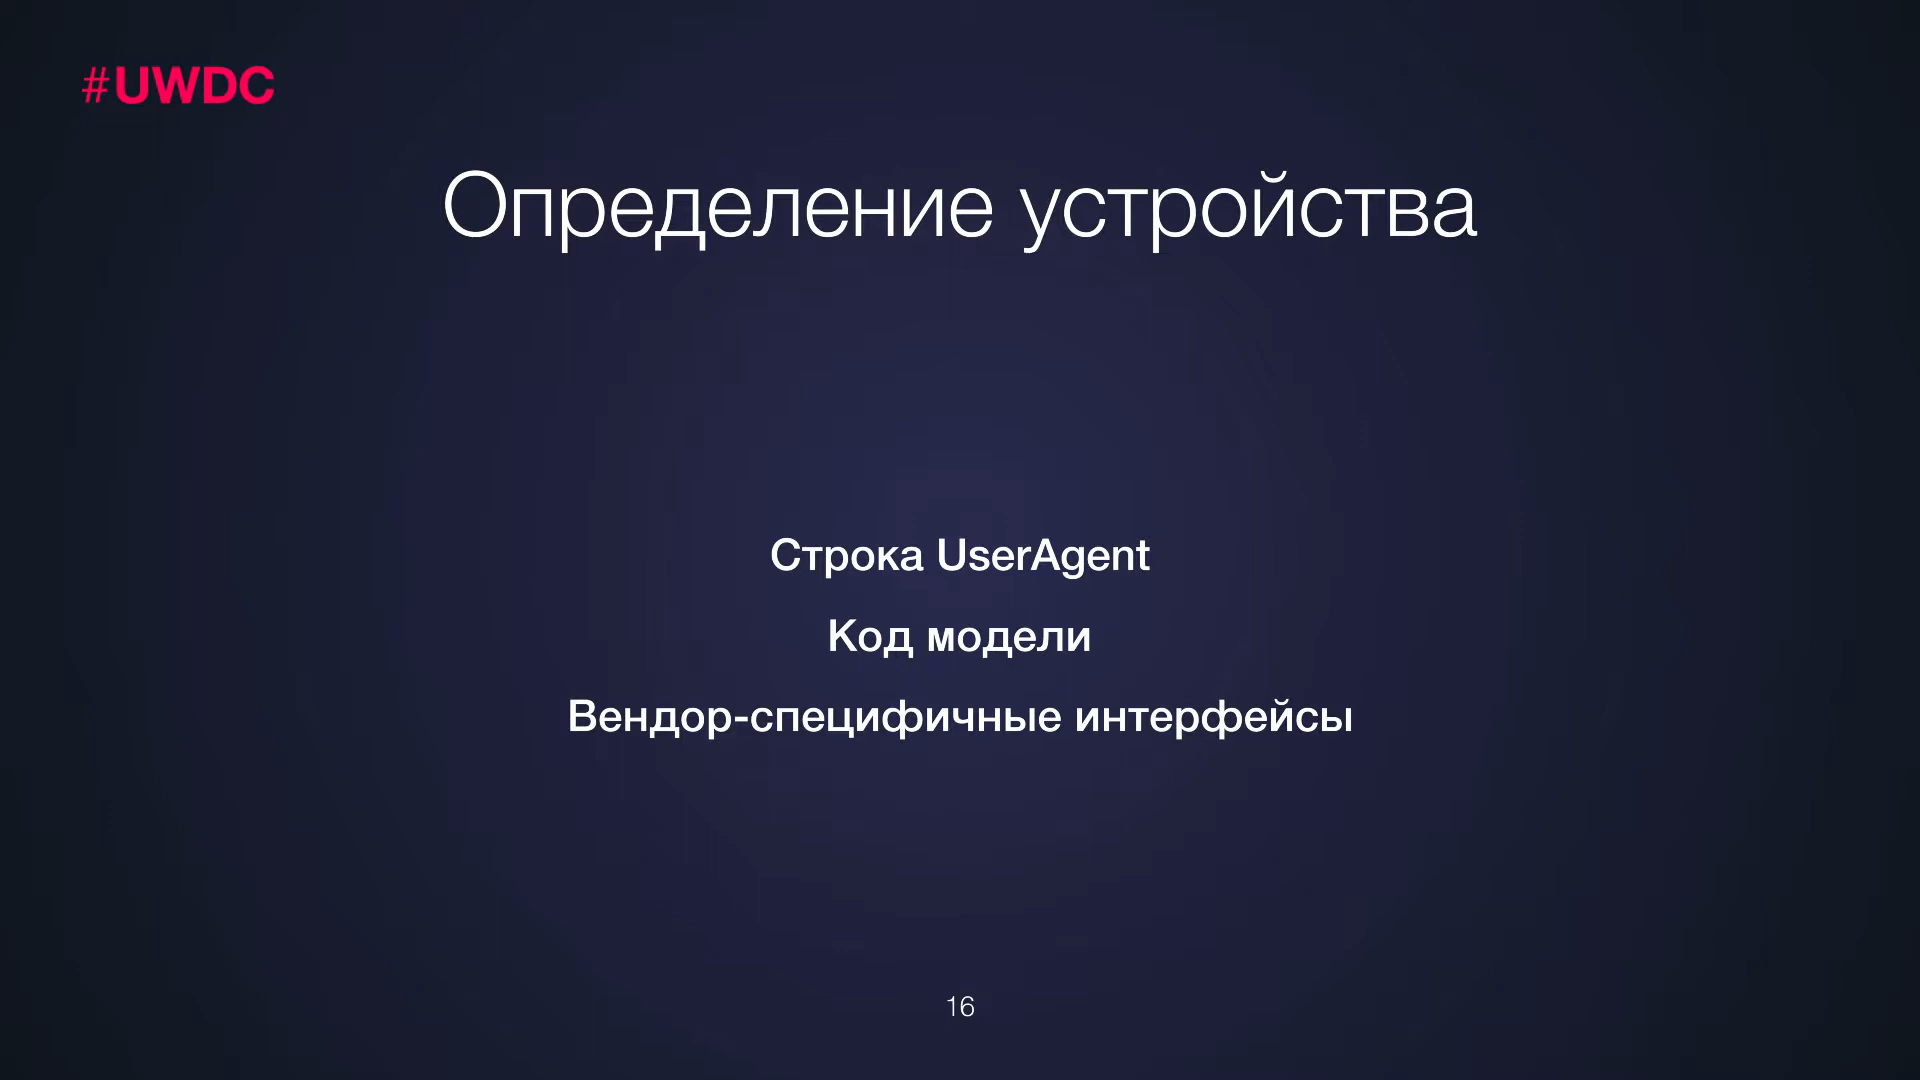 #UWDC
Определение устройства
Строка UserAgent
Код модели
Вендор-специфичные интерфейсы
16